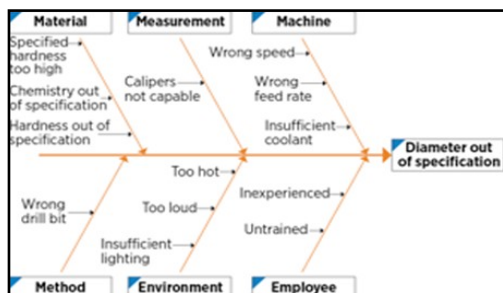 Material
Measurement
Machine
Specified
hardness
too high
Chemistry out
of specification
Hardness out of
specification
Calipers
not capable
Wrong speed
Wrong
feed rate
Insufficient
coolant
Diameter out
of specification
Wrong
drill bit
Too hot
Too loud
Insufficient
lighting
Inexperienced
Untrained
Method
Environment
Employee